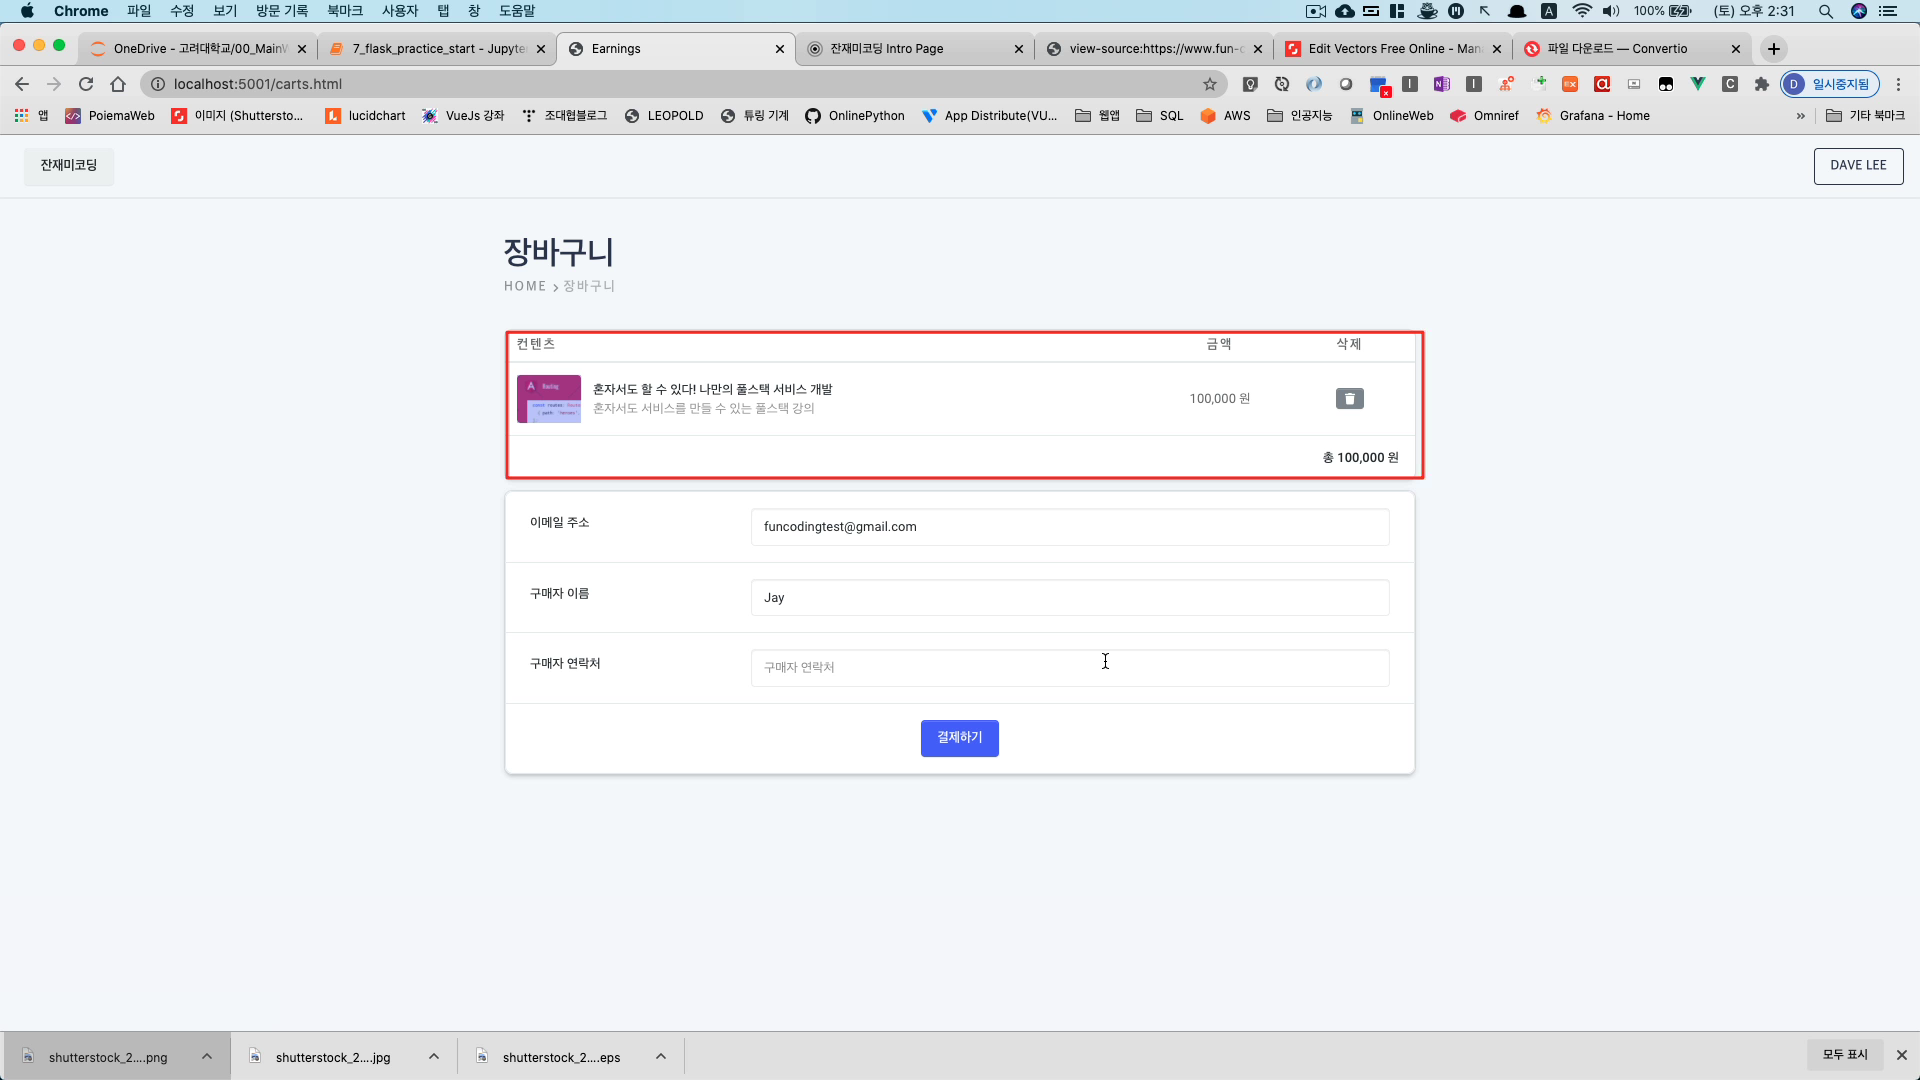 Chrome 파일 수정 보기 방문 기록 북마크 사용자 탭 창 도움말 100% (토) 오후 2:31
OneDrive - 고려대학교/00_MainW 7_flask_practice_start - Jupyte Earnings 잔재미코딩 Intro Page view-source:https://www.fun-c Edit Vectors Free Online - Man 파일 다운로드 — Convertio
localhost:5001/carts.html D 일시중지됨
앱 PoiemaWeb 이미지 (Shuttersto... lucidchart VueJs 강좌 조대협블로그 LEOPOLD 튜링 기계 OnlinePython App Distribute(VU... 웹앱 SQL AWS 인공지능 OnlineWeb Omniref Grafana - Home » 기타 북마크
잔재미코딩 DAVE LEE
장바구니
HOME > 장바구니
컨텐츠 금액 삭제
혼자서도 할 수 있다! 나만의 풀스택 서비스 개발
혼자서도 서비스를 만들 수 있는 풀스택 강의
100,000 원
총 100,000 원
이메일 주소 funcodingtest@gmail.com
구매자 이름 Jay
구매자 연락처 구매자 연락처
결제하기
shutterstock_2....png shutterstock_2....jpg shutterstock_2....eps 모두 표시